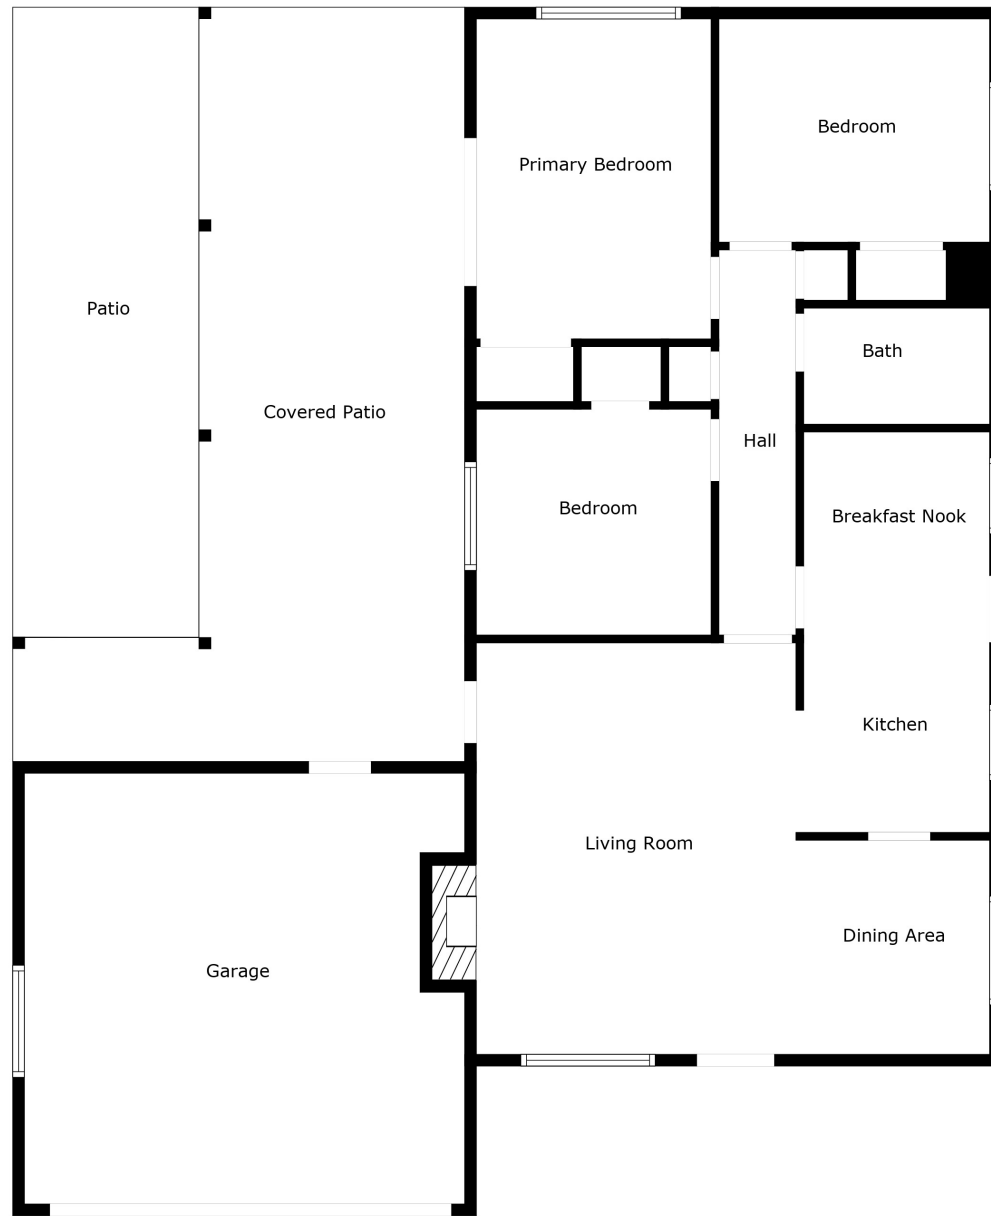 Bedroom
Primary Bedroom
Patio
Bath
Covered Patio
Hall
Bedroom
Breakfast Nook
Kitchen
Living Room
Dining Area
Garage